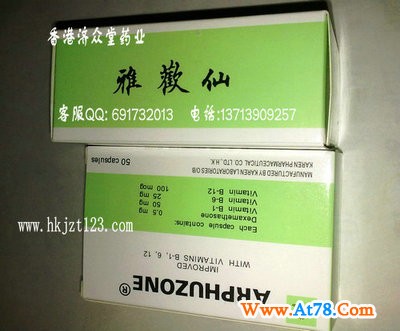 香港济众堂药业
雅歡仙
客服QQ: 691732013 电话:13713909257
ARPHUZONE®
IMPROVED
WITH VITAMINS B-1, 6, 12
Each capsule contains:
Dexamethasone 0.5 mg
Vitamin B-1 50 mg
Vitamin B-6 25 mg
Vitamin B-12 100 mcg
MANUFACTURED BY KAREN LABORATORIES O/B
KAREN PHARMACEUTICAL CO., LTD., H.K.
50 capsules
www.hkjzt123.com
www.At78.Com